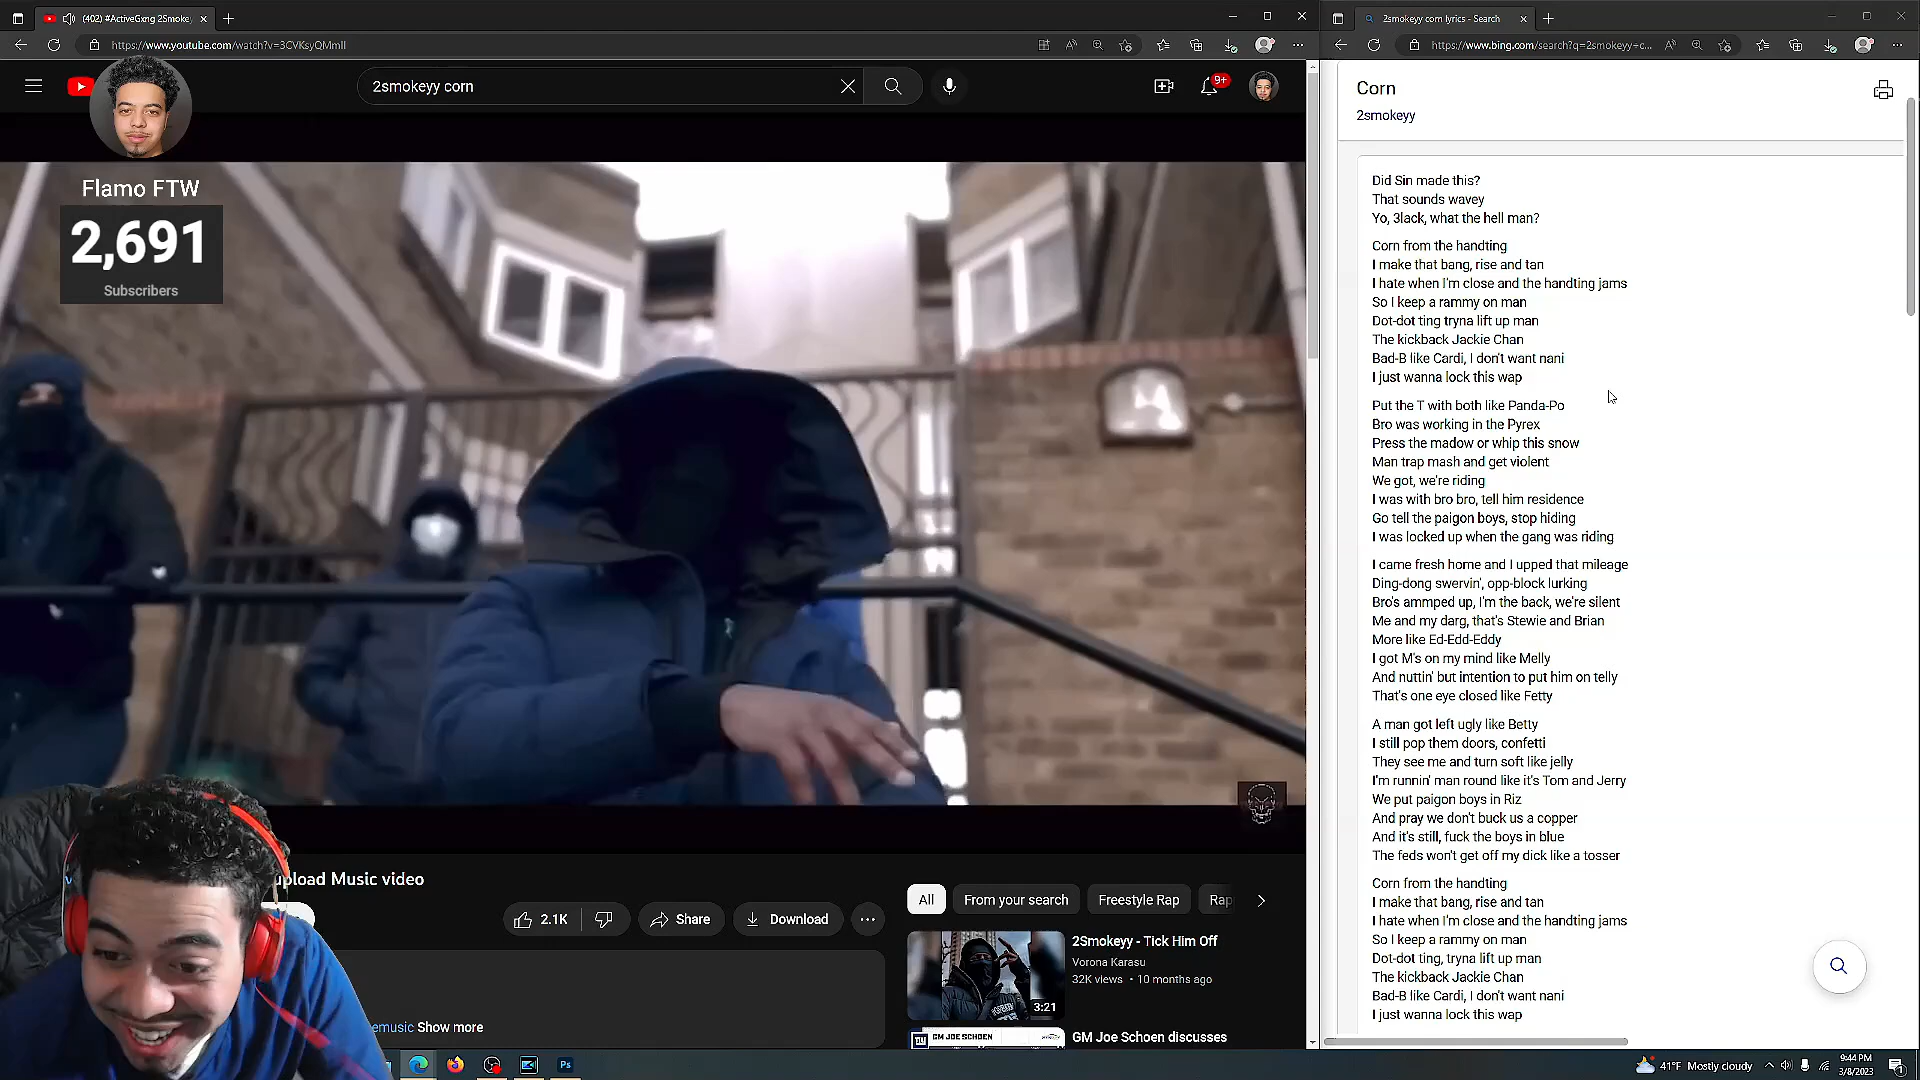 (402) #ActiveGxng 2Smoke
https://www.youtube.com/watch?v=3CVKsyQMmII
2smokeyy corn
9+
Flamo FTW
2,691
Subscribers
upload Music video
2.1K
Share
Download
emusic Show more
All
From your search
Freestyle Rap
Rap
2Smokeyy - Tick Him Off
Vorona Karasu
32K views • 10 months ago
3:21
GM JOE SCHOEN
GM Joe Schoen discusses
2smokeyy corn lyrics - Search
https://www.bing.com/search?q=2smokeyy+c...
Corn
2smokeyy
Did Sin made this?
That sounds wavey
Yo, 3lack, what the hell man?
Corn from the handting
I make that bang, rise and tan
I hate when I'm close and the handting jams
So I keep a rammy on man
Dot-dot ting tryna lift up man
The kickback Jackie Chan
Bad-B like Cardi, I don't want nani
I just wanna lock this wap
Put the T with both like Panda-Po
Bro was working in the Pyrex
Press the madow or whip this snow
Man trap mash and get violent
We got, we're riding
I was with bro bro, tell him residence
Go tell the paigon boys, stop hiding
I was locked up when the gang was riding
I came fresh home and I upped that mileage
Ding-dong swervin', opp-block lurking
Bro's ammped up, I'm the back, we're silent
Me and my darg, that's Stewie and Brian
More like Ed-Edd-Eddy
I got M's on my mind like Melly
And nuttin' but intention to put him on telly
That's one eye closed like Fetty
A man got left ugly like Betty
I still pop them doors, confetti
They see me and turn soft like jelly
I'm runnin' man round like it's Tom and Jerry
We put paigon boys in Riz
And pray we don't buck us a copper
And it's still, fuck the boys in blue
The feds won't get off my dick like a tosser
Corn from the handting
I make that bang, rise and tan
I hate when I'm close and the handting jams
So I keep a rammy on man
Dot-dot ting, tryna lift up man
The kickback Jackie Chan
Bad-B like Cardi, I don't want nani
I just wanna lock this wap
Ps
41°F Mostly cloudy
9:44 PM
3/8/2023